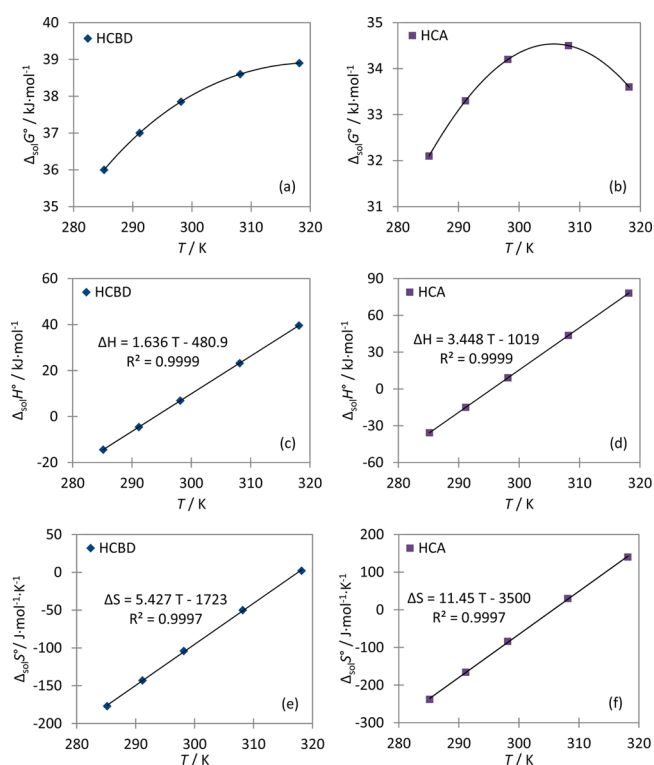 40
39
38
37
36
35
280 290 300 310 320
Δsol G° / kJ·mol-1
T / K
HCBD
(a)
35
34
33
32
31
280 290 300 310 320
Δsol G° / kJ·mol-1
T / K
HCA
(b)
60
40
20
0
-20
280 290 300 310 320
Δsol H° / kJ·mol-1
T / K
HCBD
ΔH = 1.636 T - 480.9
R² = 0.9999
(c)
90
60
30
0
-30
-60
280 290 300 310 320
Δsol H° / kJ·mol-1
T / K
HCA
ΔH = 3.448 T - 1019
R² = 0.9999
(d)
50
0
-50
-100
-150
-200
280 290 300 310 320
Δsol S° / J·mol-1·K-1
T / K
HCBD
ΔS = 5.427 T - 1723
R² = 0.9997
(e)
200
100
0
-100
-200
-300
280 290 300 310 320
Δsol S° / J·mol-1·K-1
T / K
HCA
ΔS = 11.45 T - 3500
R² = 0.9997
(f)